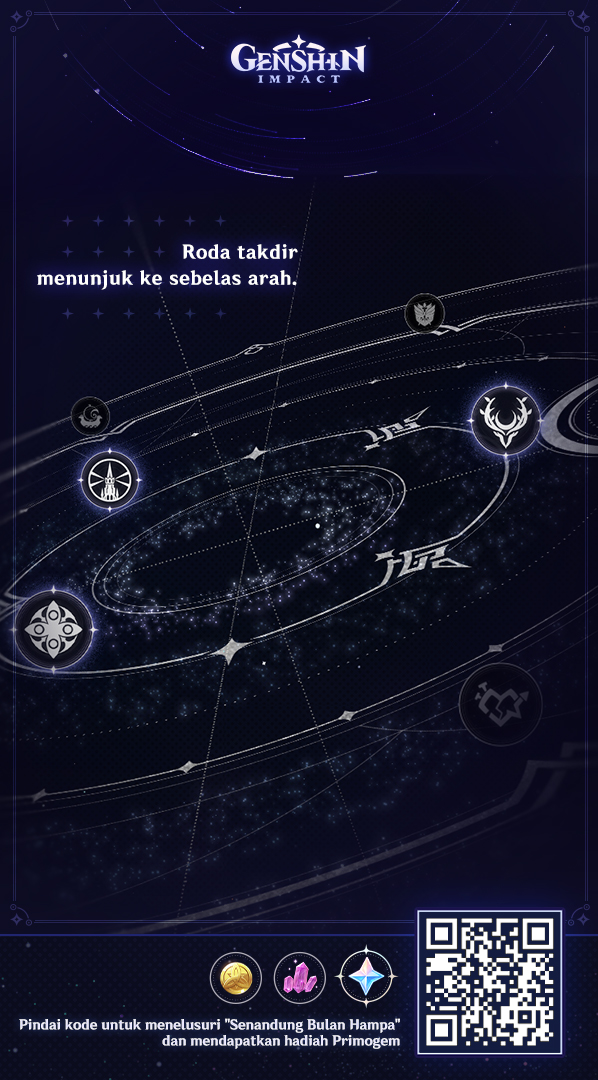 GENSHIN
IMPACT
Roda takdir
menunjuk ke sebelas arah.
Pindai kode untuk menelusuri "Senandung Bulan Hampa"
dan mendapatkan hadiah Primogem